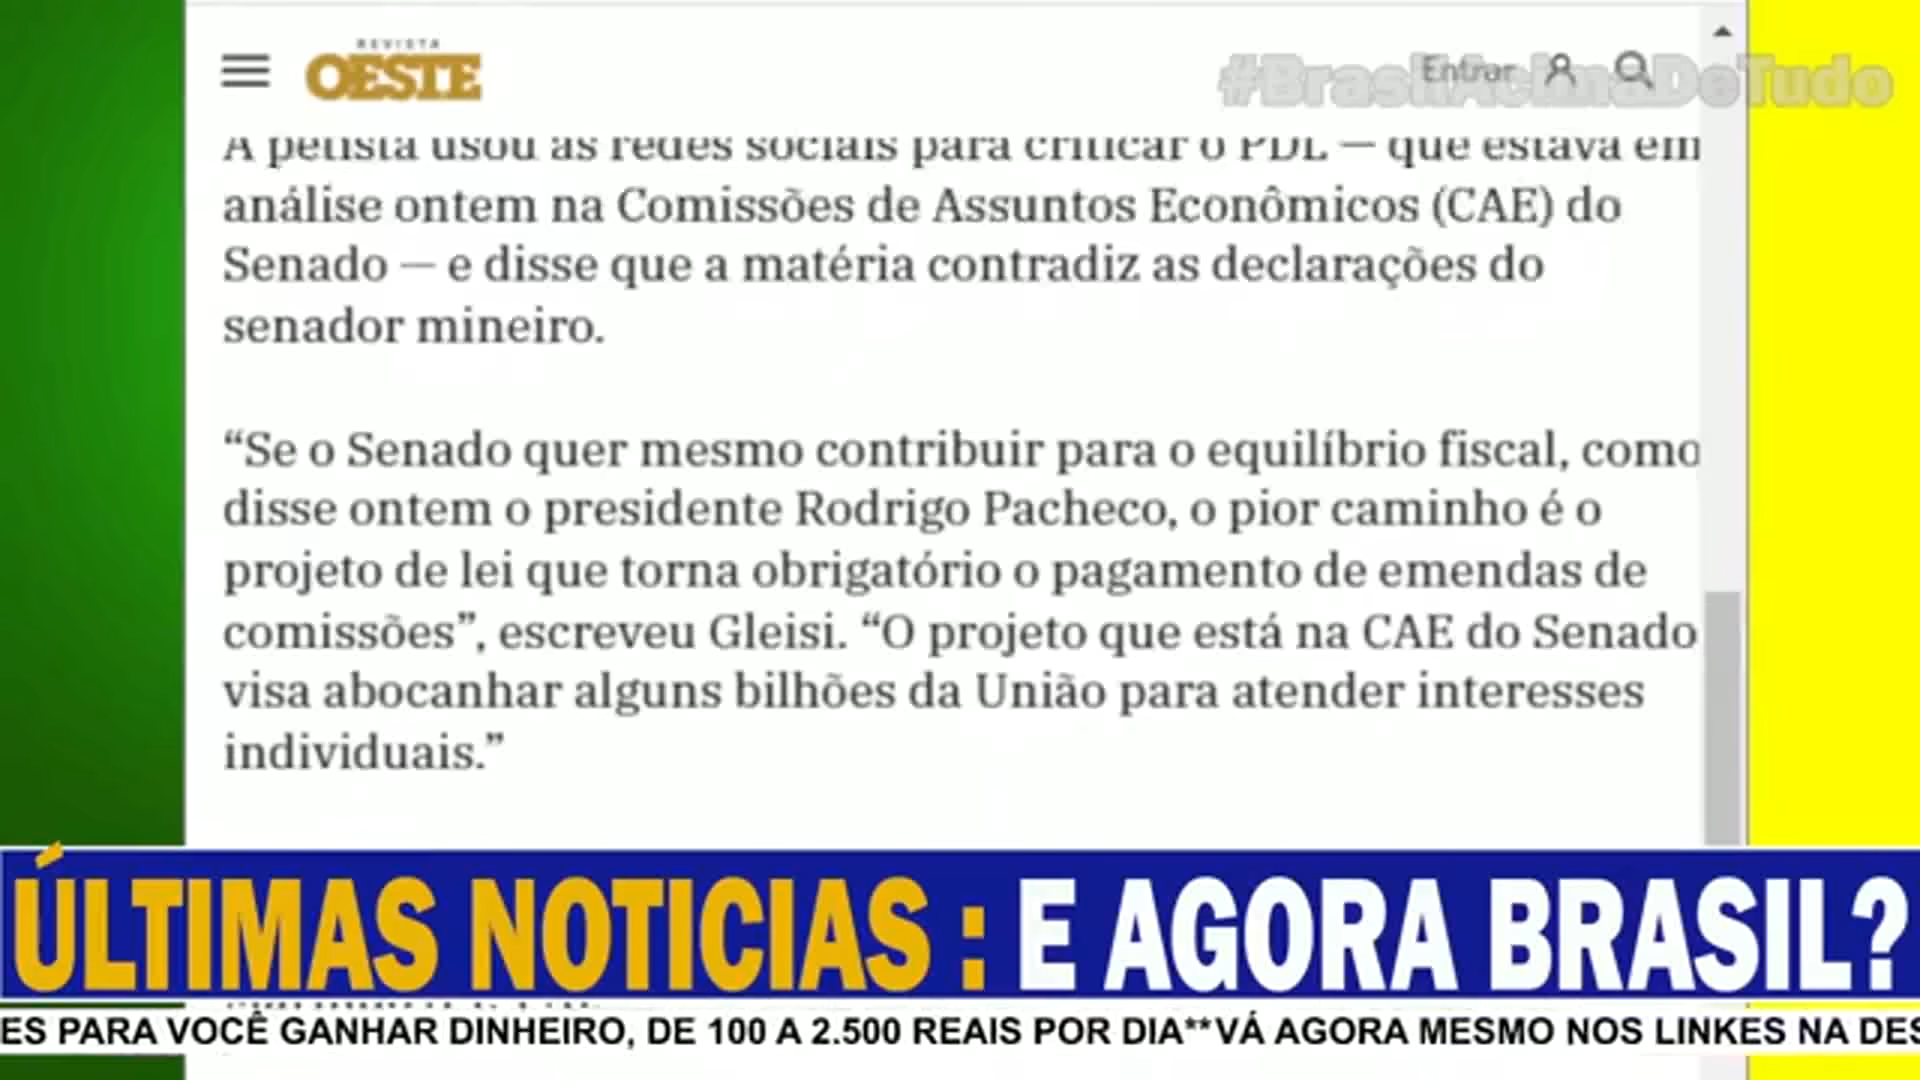 REVISTA
OESTE
Entrar
#BrasilAcimaDeTudo
A petista usou as redes sociais para criticar o PDL — que estava em
análise ontem na Comissões de Assuntos Econômicos (CAE) do
Senado — e disse que a matéria contradiz as declarações do
senador mineiro.
“Se o Senado quer mesmo contribuir para o equilíbrio fiscal, como
disse ontem o presidente Rodrigo Pacheco, o pior caminho é o
projeto de lei que torna obrigatório o pagamento de emendas de
comissões”, escreveu Gleisi. “O projeto que está na CAE do Senado
visa abocanhar alguns bilhões da União para atender interesses
individuais.”
ÚLTIMAS NOTICIAS : E AGORA BRASIL?
ES PARA VOCÊ GANHAR DINHEIRO, DE 100 A 2.500 REAIS POR DIA**VÁ AGORA MESMO NOS LINKES NA DES